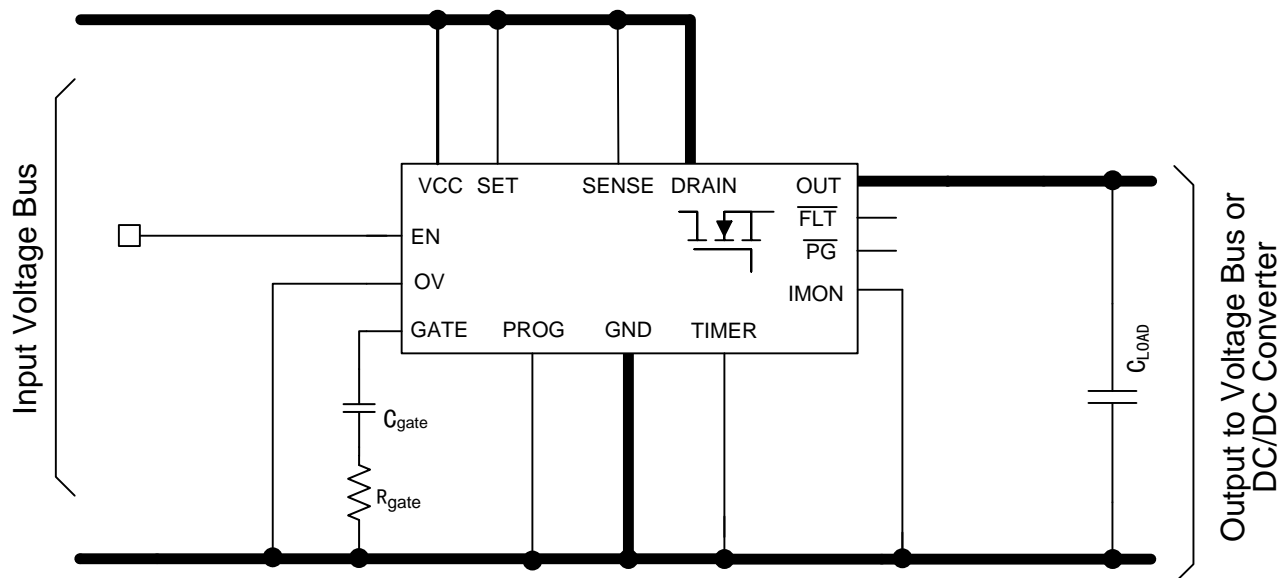 Input Voltage Bus
VCC SET SENSE DRAIN OUT
FLT
EN
PG
OV
IMON
GATE PROG GND TIMER
Cgate
Rgate
CLOAD
Output to Voltage Bus or
DC/DC Converter